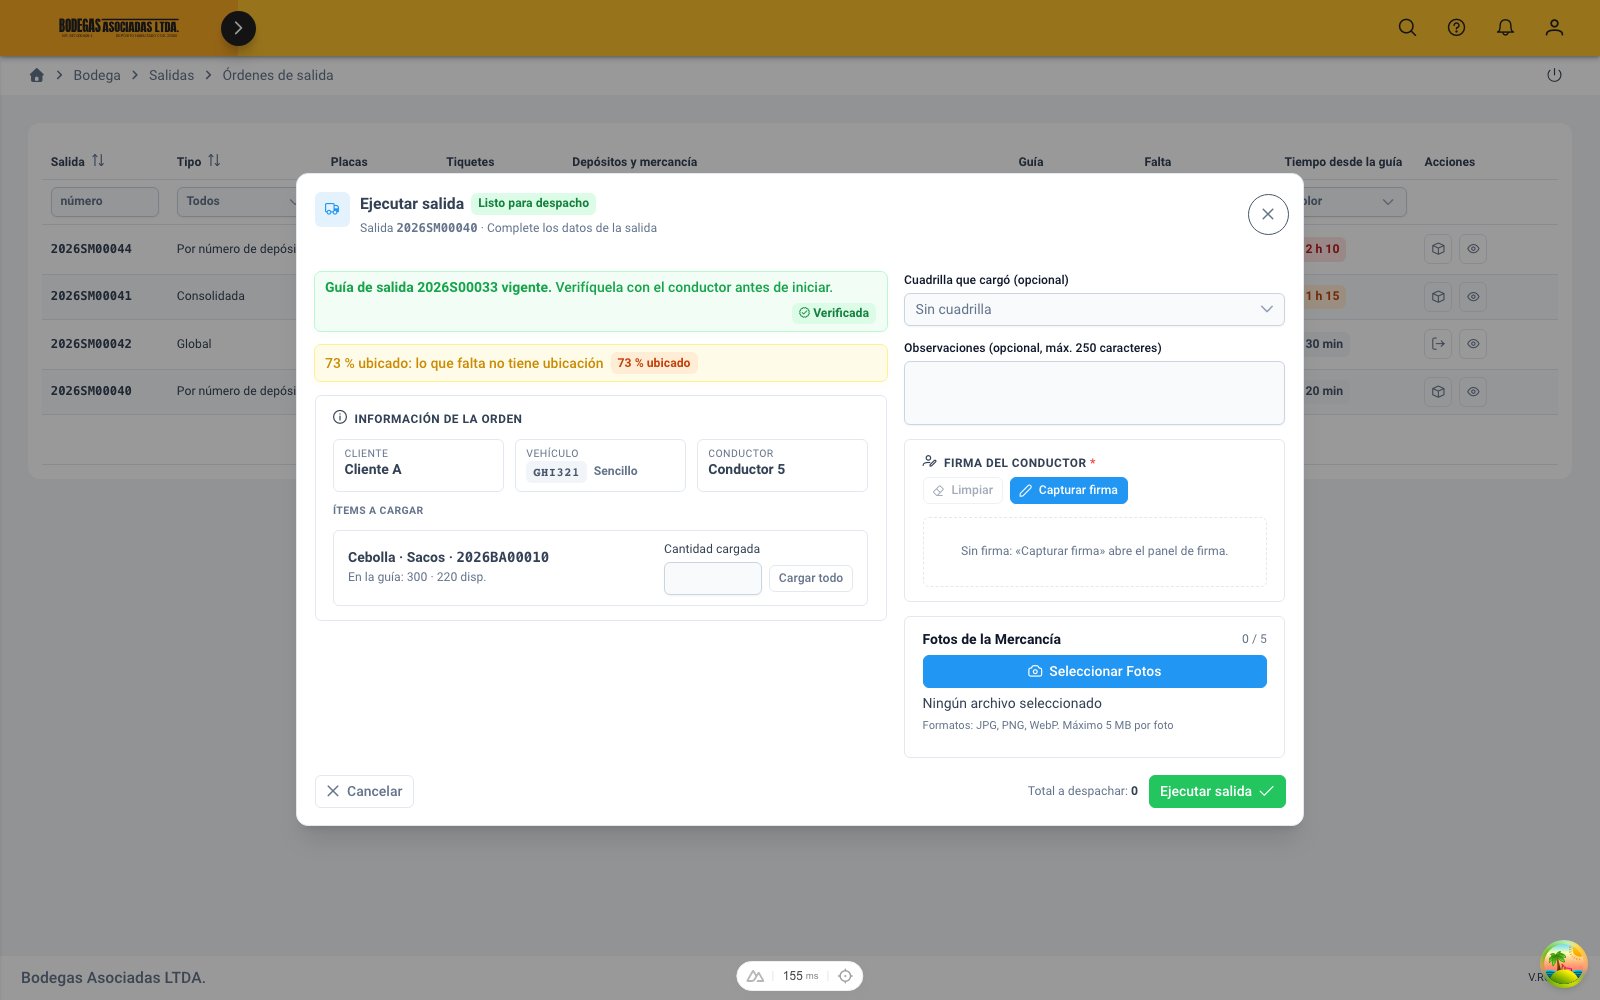 BODEGAS ASOCIADAS LTDA.
Bodega
Salidas
Órdenes de salida
Salida
Tipo
Placas
Tiquetes
Depósitos y mercancía
Guía
Falta
Tiempo desde la guía
Acciones
número
Todos
olor
2026SM00044
Por número de depósi
2 h 10
2026SM00041
Consolidada
1 h 15
2026SM00042
Global
30 min
2026SM00040
Por número de depósi
20 min
Ejecutar salida
Listo para despacho
Salida 2026SM00040 · Complete los datos de la salida
Guía de salida 2026S00033 vigente. Verifíquela con el conductor antes de iniciar.
Verificada
73 % ubicado: lo que falta no tiene ubicación
73 % ubicado
INFORMACIÓN DE LA ORDEN
CLIENTE
Cliente A
VEHÍCULO
GHI321 Sencillo
CONDUCTOR
Conductor 5
ÍTEMS A CARGAR
Cebolla · Sacos · 2026BA00010
En la guía: 300 · 220 disp.
Cantidad cargada
Cargar todo
Cuadrilla que cargó (opcional)
Sin cuadrilla
Observaciones (opcional, máx. 250 caracteres)
FIRMA DEL CONDUCTOR *
Limpiar
Capturar firma
Sin firma: «Capturar firma» abre el panel de firma.
Fotos de la Mercancía
0 / 5
Seleccionar Fotos
Ningún archivo seleccionado
Formatos: JPG, PNG, WebP. Máximo 5 MB por foto
Cancelar
Total a despachar: 0
Ejecutar salida
Bodegas Asociadas LTDA.
155 ms